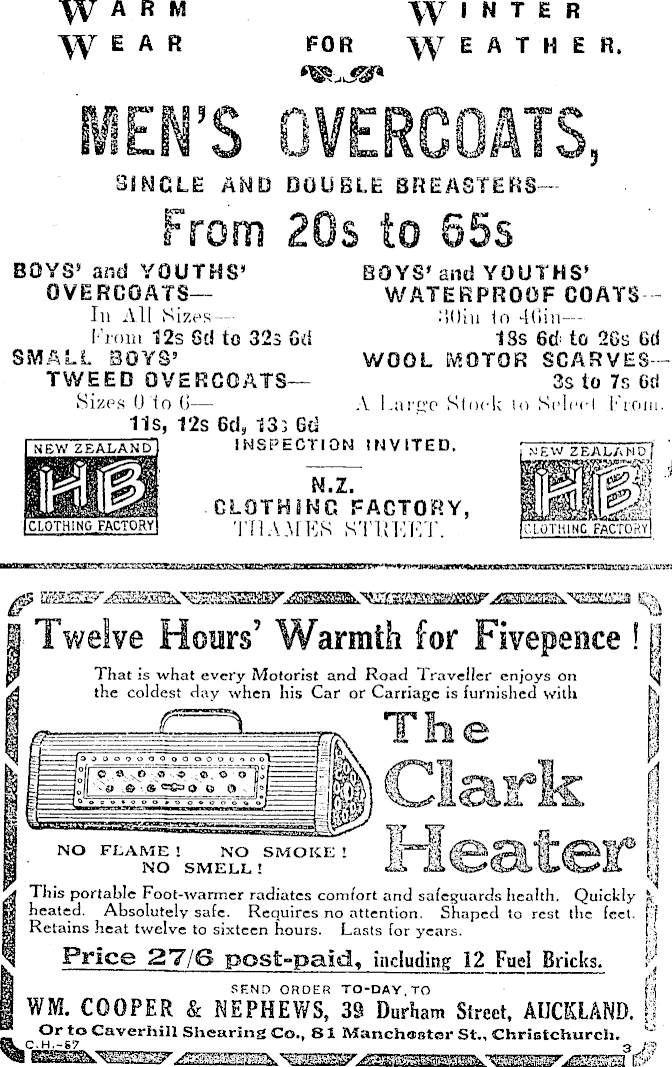 WARM WINTER
WEAR FOR WEATHER.
MEN'S OVERCOATS,
SINGLE AND DOUBLE BREASTERS—
From 20s to 65s
BOYS' and YOUTHS'
OVERCOATS—
In All Sizes—
From 12s 6d to 32s 6d
SMALL BOYS'
TWEED OVERCOATS—
Sizes 0 to 6—
11s, 12s 6d, 13s 6d
BOYS' and YOUTHS'
WATERPROOF COATS—
30in to 46in—
18s 6d to 26s 6d
WOOL MOTOR SCARVES—
3s to 7s 6d
A Large Stock to Select From.
INSPECTION INVITED.
NEW ZEALAND
HB
CLOTHING FACTORY
N.Z.
CLOTHING FACTORY,
THAMES STREET.
NEW ZEALAND
HB
CLOTHING FACTORY
Twelve Hours' Warmth for Fivepence!
That is what every Motorist and Road Traveller enjoys on
the coldest day when his Car or Carriage is furnished with
The
Clark
Heater
NO FLAME! NO SMOKE!
NO SMELL!
This portable Foot-warmer radiates comfort and safeguards health. Quickly
heated. Absolutely safe. Requires no attention. Shaped to rest the feet.
Retains heat twelve to sixteen hours. Lasts for years.
Price 27/6 post-paid, including 12 Fuel Bricks.
SEND ORDER TO-DAY, TO
WM. COOPER & NEPHEWS, 39 Durham Street, AUCKLAND.
Or to Caverhill Shearing Co., 81 Manchester St., Christchurch.
C.H.-57 3